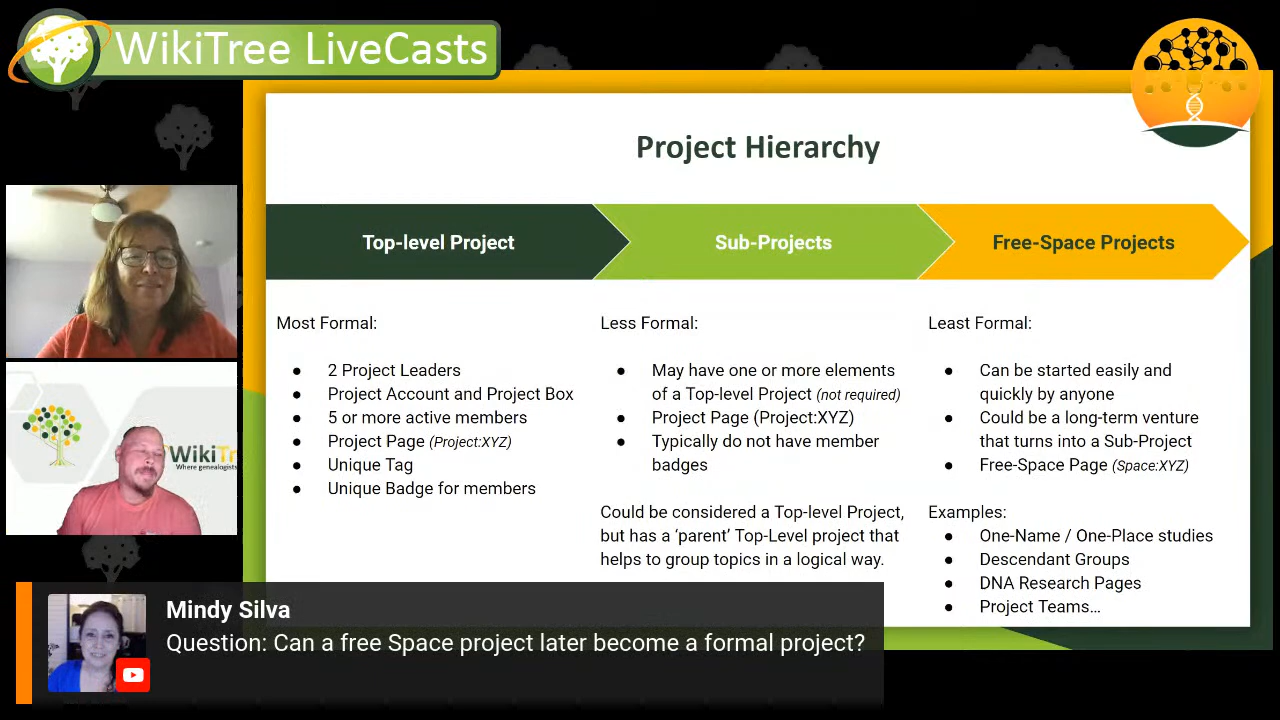 WikiTree LiveCasts
Project Hierarchy
Top-level Project
Sub-Projects
Free-Space Projects
Most Formal:
● 2 Project Leaders
● Project Account and Project Box
● 5 or more active members
● Project Page (Project:XYZ)
● Unique Tag
● Unique Badge for members
Less Formal:
● May have one or more elements
of a Top-level Project (not required)
● Project Page (Project:XYZ)
● Typically do not have member
badges
Could be considered a Top-level Project,
but has a ‘parent’ Top-Level project that
helps to group topics in a logical way.
Least Formal:
● Can be started easily and
quickly by anyone
● Could be a long-term venture
that turns into a Sub-Project
● Free-Space Page (Space:XYZ)
Examples:
● One-Name / One-Place studies
● Descendant Groups
● DNA Research Pages
● Project Teams…
WikiTr
Where genealogists
Mindy Silva
Question: Can a free Space project later become a formal project?